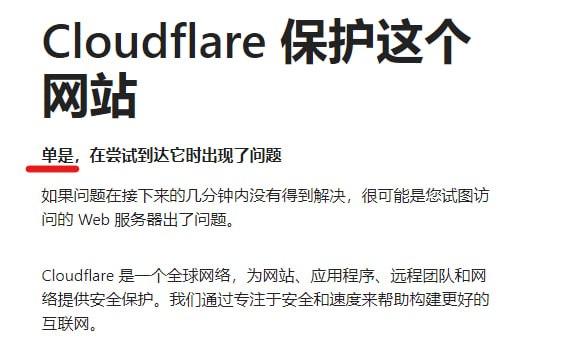 Cloudflare 保护这个
网站
单是，在尝试到达它时出现了问题
如果问题在接下来的几分钟内没有得到解决，很可能是您试图访
问的 Web 服务器出了问题。
Cloudflare 是一个全球网络，为网站、应用程序、远程团队和网
络提供安全保护。我们通过专注于安全和速度来帮助构建更好的
互联网。